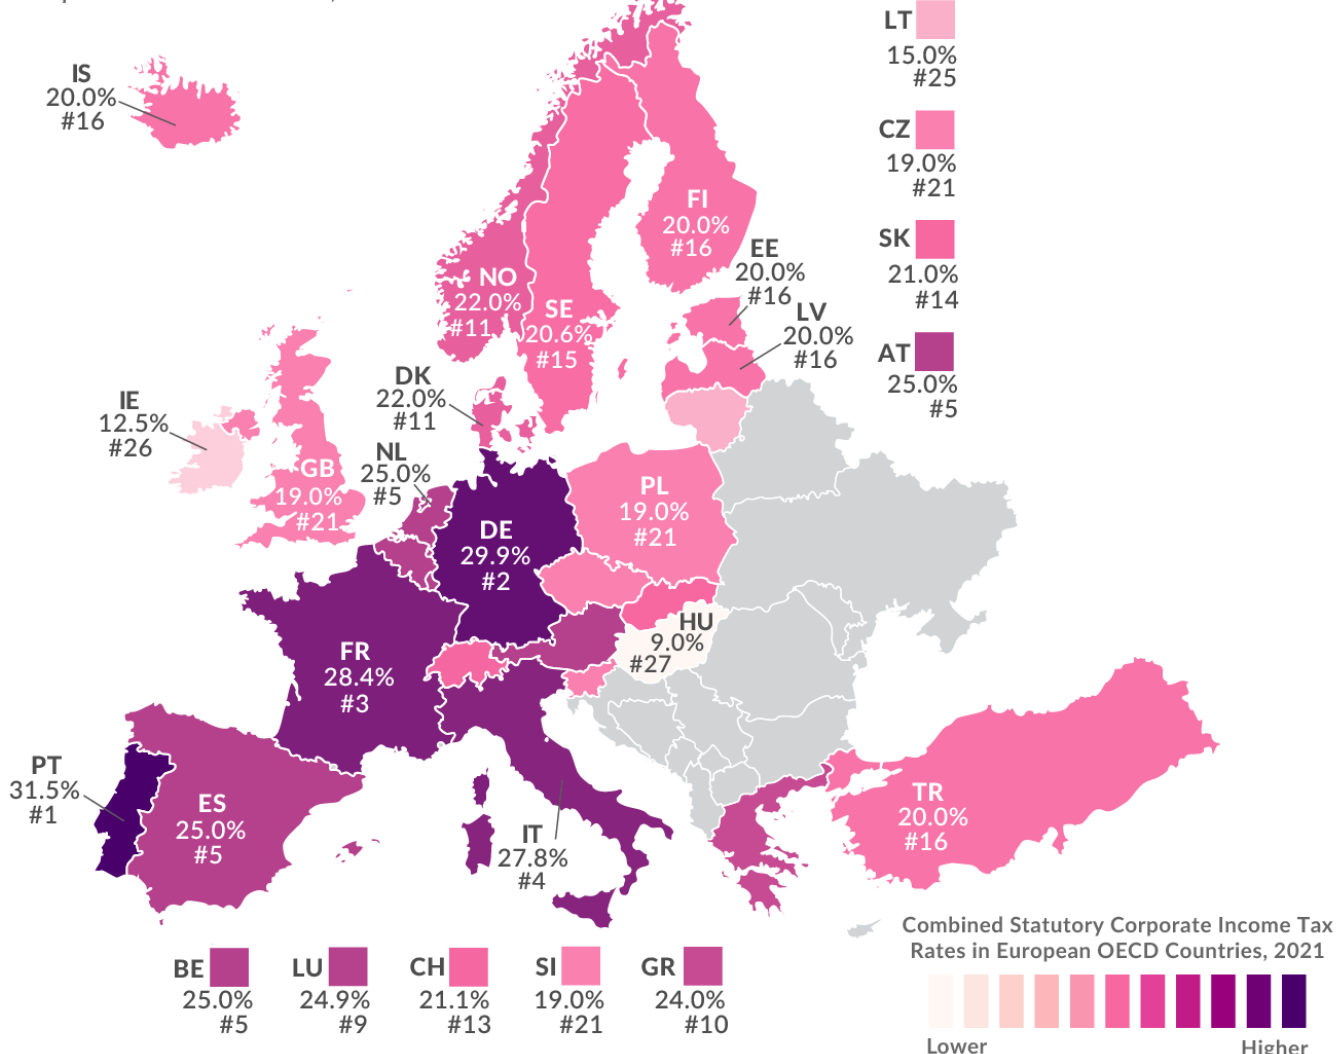 IS
20.0%
#16
LT
15.0%
#25
CZ
19.0%
#21
SK
21.0%
#14
AT
25.0%
#5
FI
20.0%
#16
EE
20.0%
#16
LV
20.0%
#16
NO
22.0%
#11
SE
20.6%
#15
DK
22.0%
#11
IE
12.5%
#26
NL
25.0%
#5
GB
19.0%
#21
DE
29.9%
#2
PL
19.0%
#21
HU
9.0%
#27
FR
28.4%
#3
PT
31.5%
#1
ES
25.0%
#5
IT
27.8%
#4
TR
20.0%
#16
BE
25.0%
#5
LU
24.9%
#9
CH
21.1%
#13
SI
19.0%
#21
GR
24.0%
#10
Combined Statutory Corporate Income Tax
Rates in European OECD Countries, 2021
Lower
Higher